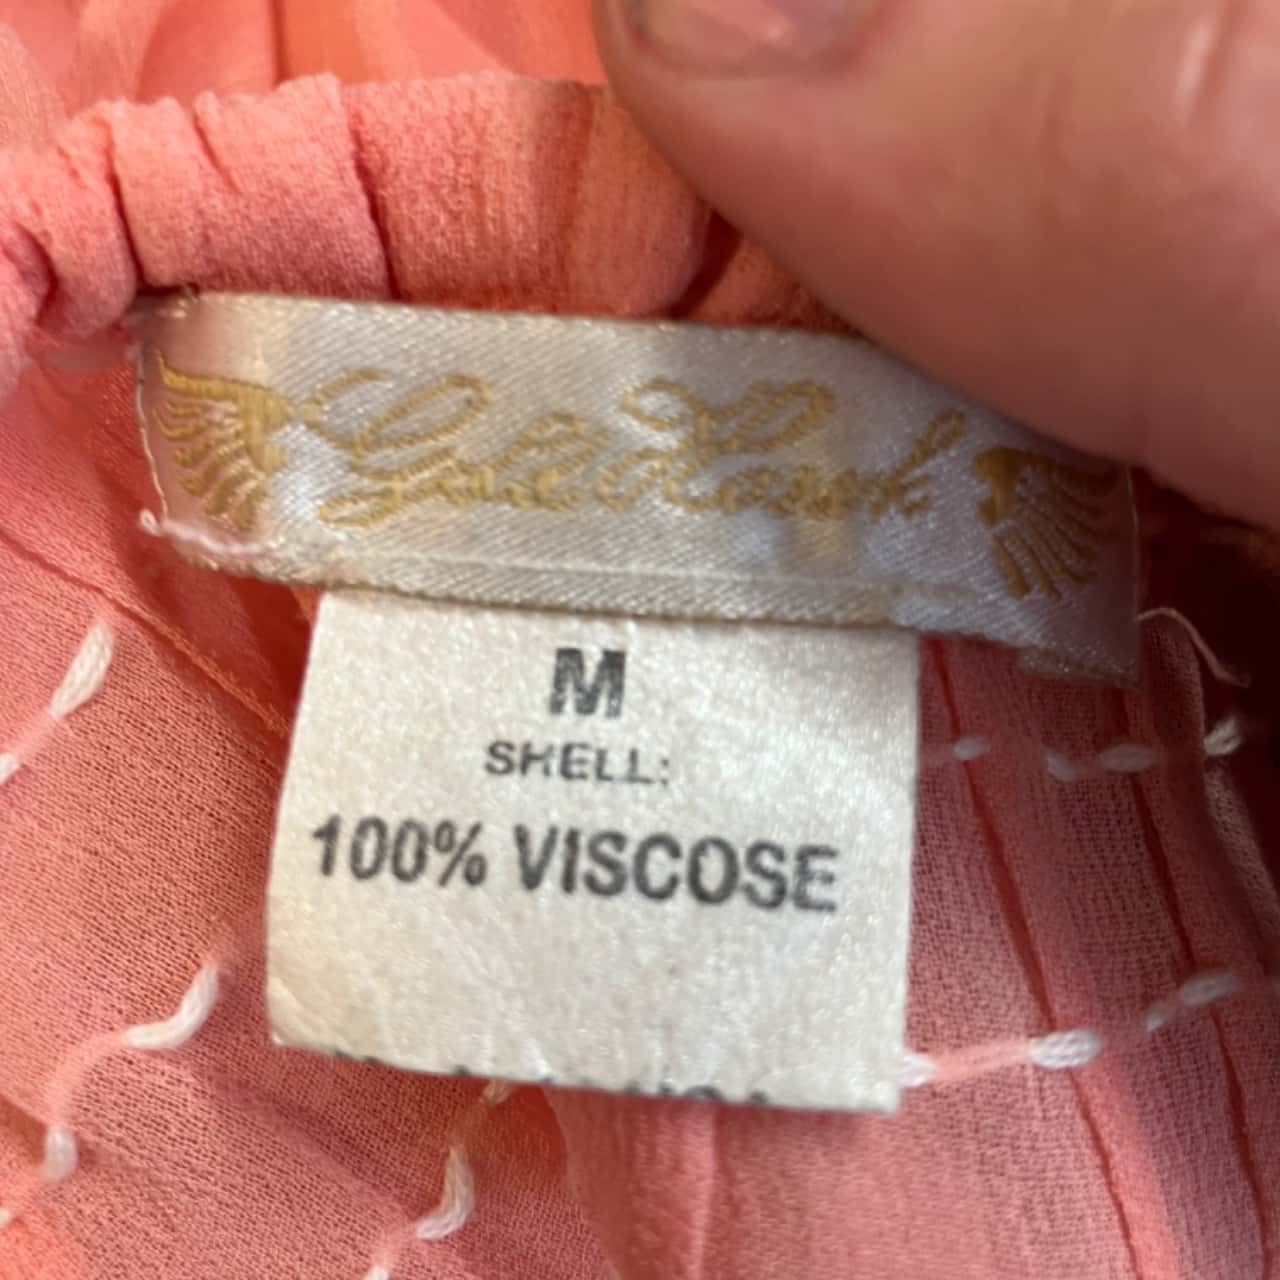 Gold Hawk
M
SHELL:
100% VISCOSE